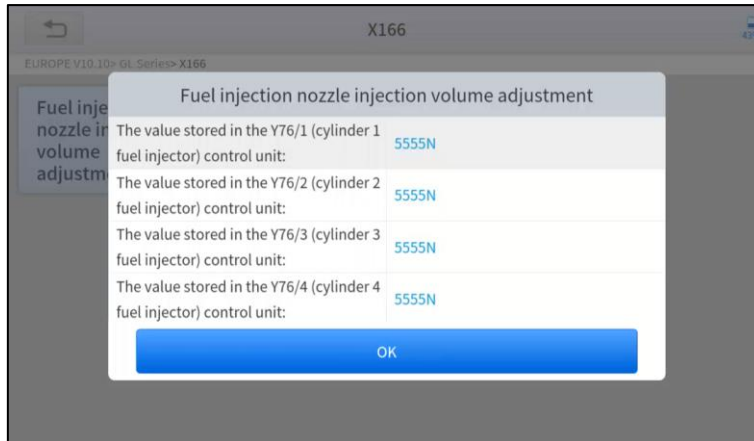 X166
43%
EUROPE V10.10> GL Series> X166
Fuel injection nozzle injection volume adjustment
Fuel inje
nozzle in
volume
adjustm
The value stored in the Y76/1 (cylinder 1
fuel injector) control unit:
5555N
The value stored in the Y76/2 (cylinder 2
fuel injector) control unit:
5555N
The value stored in the Y76/3 (cylinder 3
fuel injector) control unit:
5555N
The value stored in the Y76/4 (cylinder 4
fuel injector) control unit:
5555N
OK